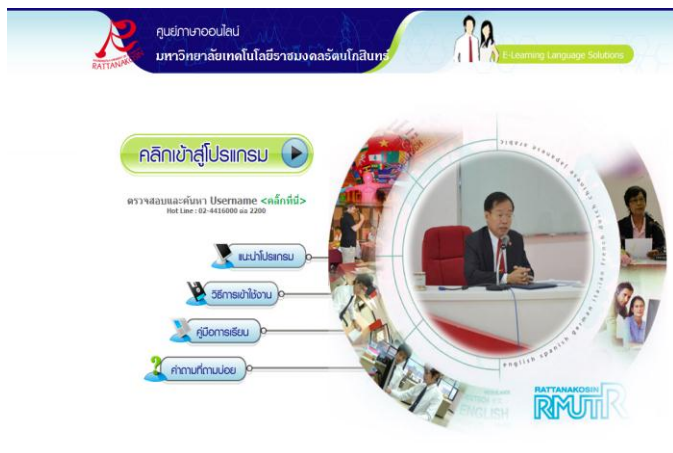 ศูนย์ภาษาออนไลน์
มหาวิทยาลัยเทคโนโลยีราชมงคลรัตนโกสินทร์
RATTANAKOSIN
E-Learning Language Solutions
คลิกเข้าสู่โปรแกรม
ตรวจสอบและค้นหา Username <คลิ๊กที่นี่>
Hot Line : 02-4416000 ต่อ 2200
แนะนำโปรแกรม
วิธีการเข้าใช้งาน
คู่มือการเรียน
คำถามที่ถามบ่อย
english spanish german italian french dutch chinese japanese arabic
ENGLISH
RATTANAKOSIN
RMUTR